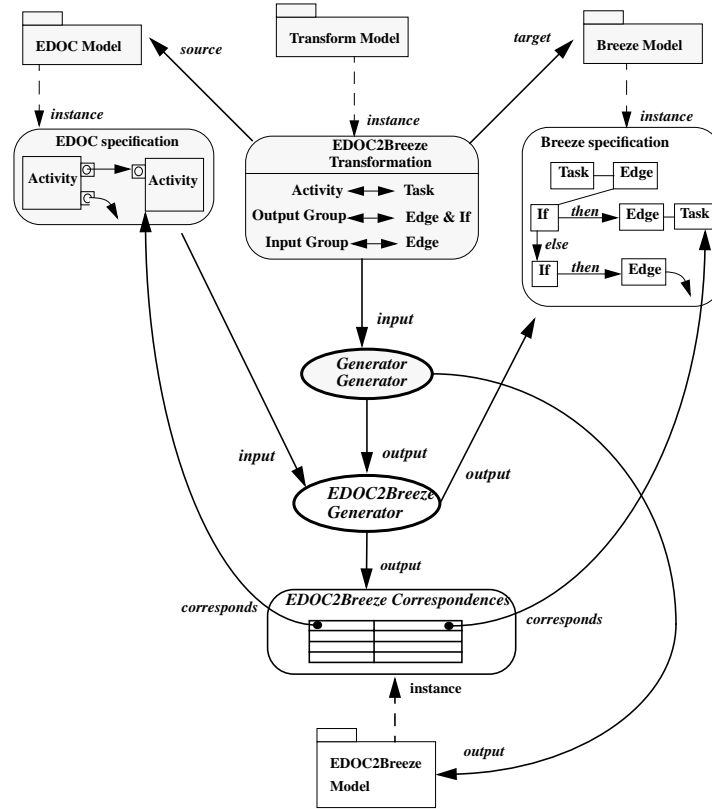 EDOC Model
source
Transform Model
target
Breeze Model
instance
instance
instance
EDOC specification
Activity
Activity
EDOC2Breeze
Transformation
Activity Task
Output Group Edge & If
Input Group Edge
Breeze specification
Task Edge
If then Edge Task
else
If then Edge
input
Generator
Generator
input
output
output
EDOC2Breeze
Generator
output
EDOC2Breeze Correspondences
corresponds
corresponds
instance
output
EDOC2Breeze
Model